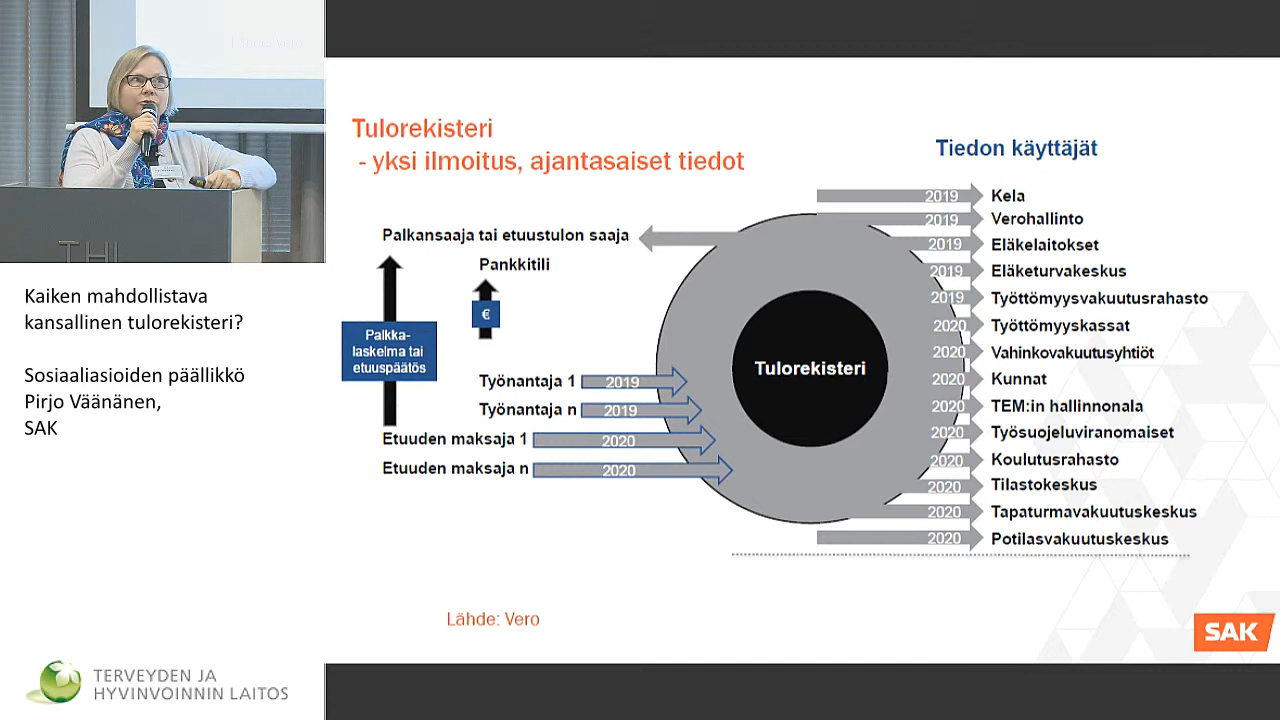 Lähde: Vero
THL
Kaiken mahdollistava
kansallinen tulorekisteri?
Sosiaaliasioiden päällikkö
Pirjo Väänänen,
SAK
TERVEYDEN JA
HYVINVOINNIN LAITOS
Tulorekisteri
- yksi ilmoitus, ajantasaiset tiedot
Palkansaaja tai etuustulon saaja
Pankkitili
€
Palkka-
laskelma tai
etuuspäätös
Työnantaja 1 2019
Työnantaja n 2019
Etuuden maksaja 1 2020
Etuuden maksaja n 2020
Tulorekisteri
Tiedon käyttäjät
2019 Kela
2019 Verohallinto
2019 Eläkelaitokset
2019 Eläketurvakeskus
2019 Työttömyysvakuutusrahasto
2020 Työttömyyskassat
2020 Vahinkovakuutusyhtiöt
2020 Kunnat
2020 TEM:in hallinnonala
2020 Työsuojeluviranomaiset
2020 Koulutusrahasto
2020 Tilastokeskus
2020 Tapaturmavakuutuskeskus
2020 Potilasvakuutuskeskus
Lähde: Vero
SAK